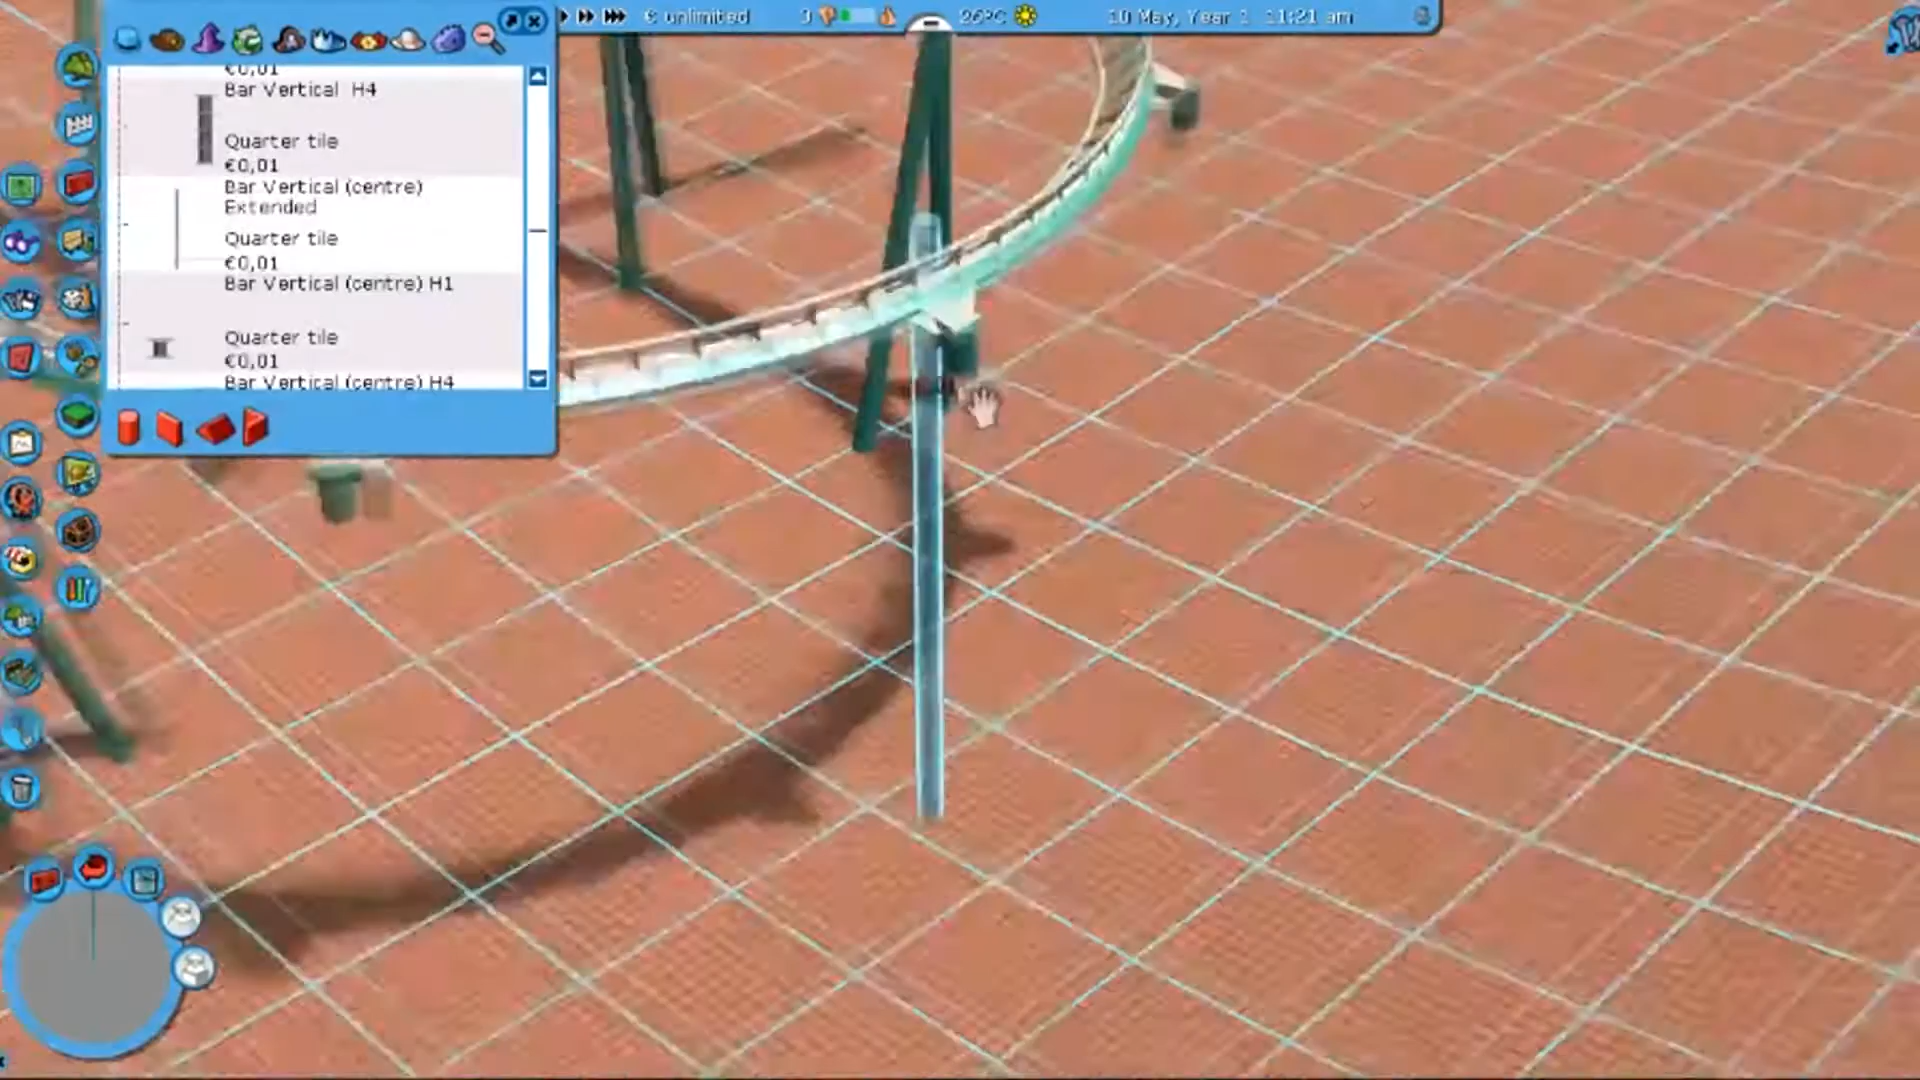 € unlimited
26°C
10 May, Year 1 11:21 am
€0,01
Bar Vertical H4
Quarter tile
€0,01
Bar Vertical (centre)
Extended
Quarter tile
€0,01
Bar Vertical (centre) H1
Quarter tile
€0,01
Bar Vertical (centre) H4